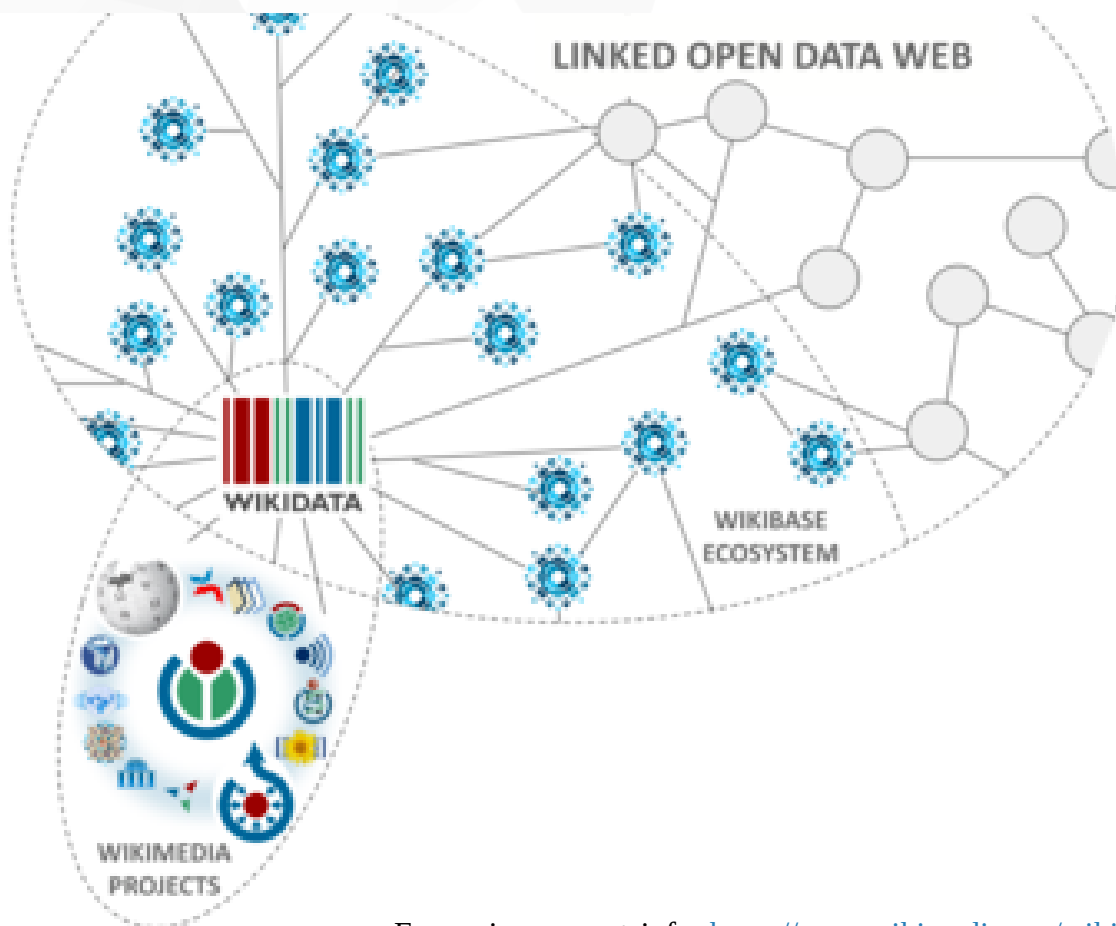 LINKED OPEN DATA WEB
WIKIDATA
WIKIBASE
ECOSYSTEM
WIKIMEDIA
PROJECTS